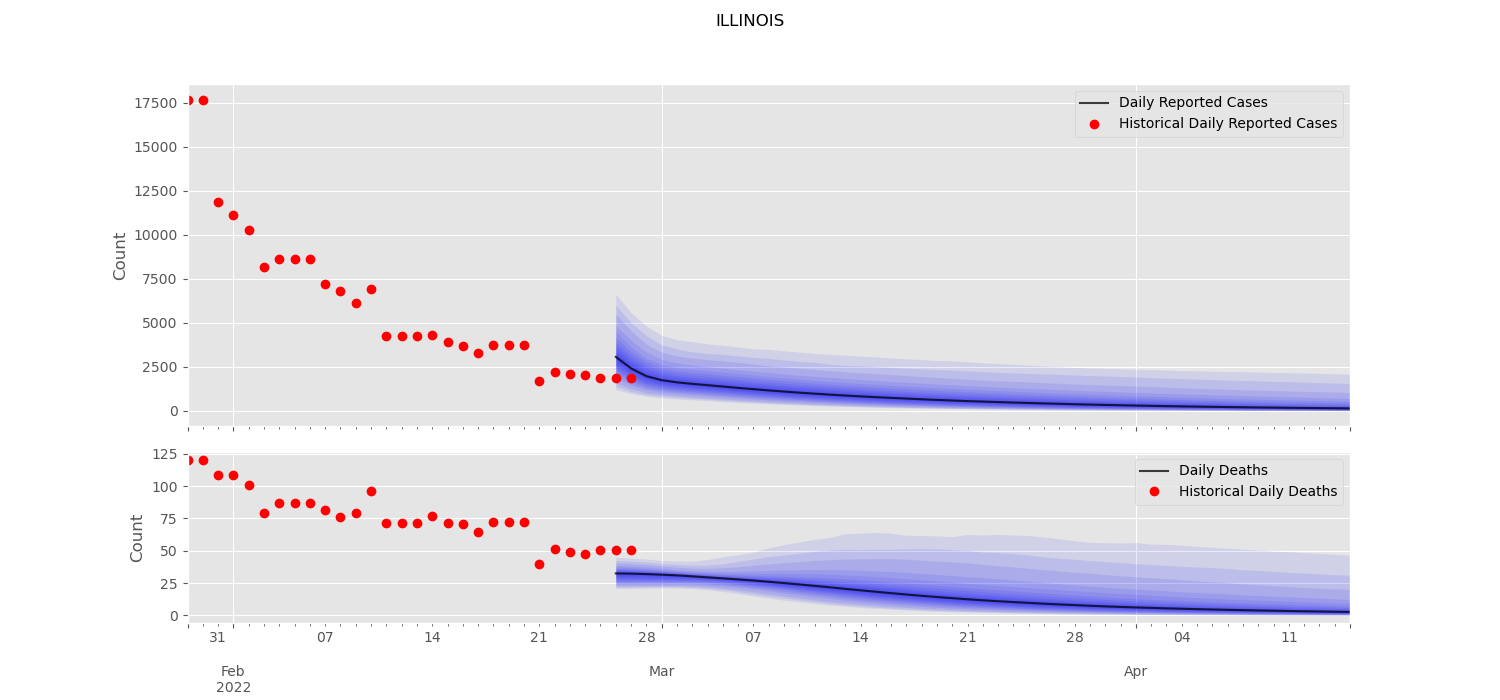 ILLINOIS
17500
15000
12500
10000
7500
5000
2500
0
Count
Daily Reported Cases
Historical Daily Reported Cases
125
100
75
50
25
0
Count
Daily Deaths
Historical Daily Deaths
31 07 14 21 28 07 14 21 28 04 11
Feb Mar Apr
2022